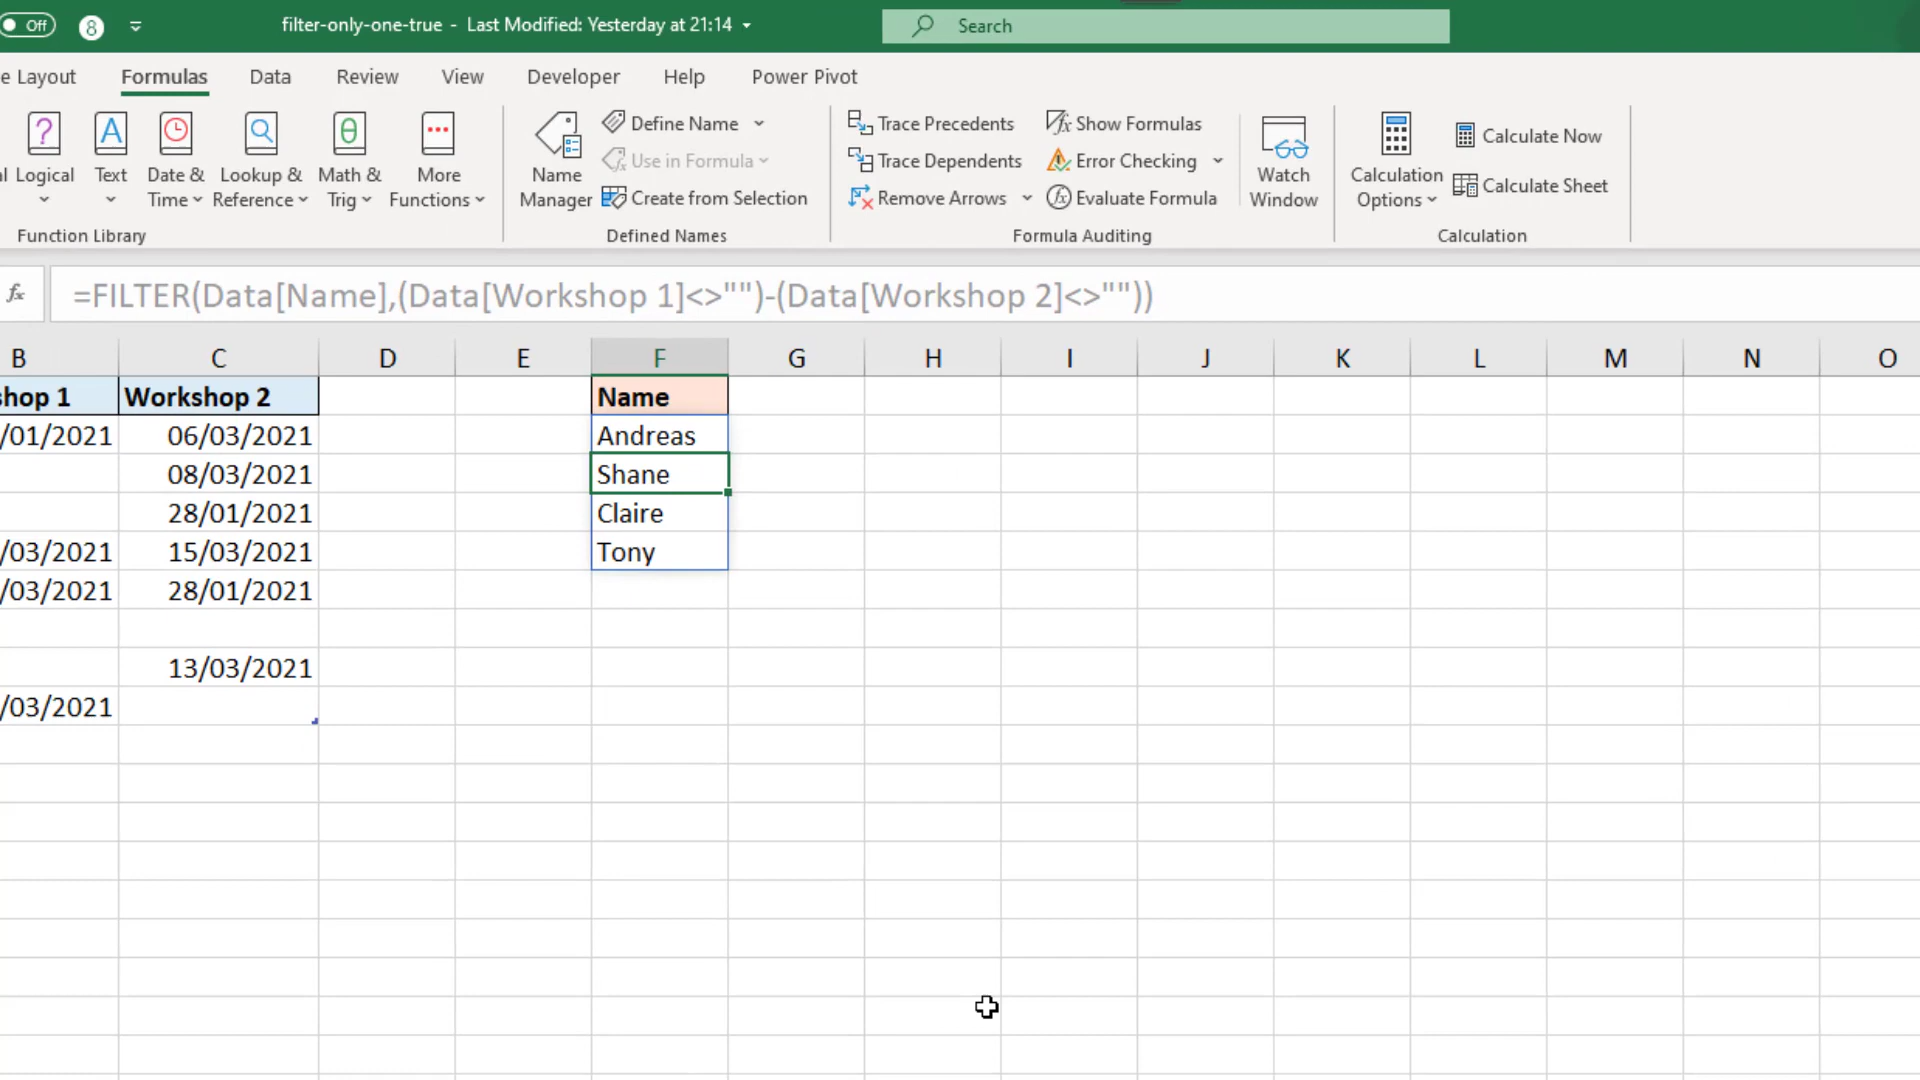 Off 8 filter-only-one-true - Last Modified: Yesterday at 21:14 Search
e Layout Formulas Data Review View Developer Help Power Pivot
al Logical
Text
Date & Time
Lookup & Reference
Math & Trig
More Functions
Function Library
Name Manager
Define Name
Use in Formula
Create from Selection
Defined Names
Trace Precedents
Trace Dependents
Remove Arrows
Show Formulas
Error Checking
Evaluate Formula
Formula Auditing
Watch Window
Calculation Options
Calculate Now
Calculate Sheet
Calculation
fx =FILTER(Data[Name],(Data[Workshop 1]<>"")-(Data[Workshop 2]<>""))
B C D E F G H I J K L M N O
shop 1 Workshop 2 Name
/01/2021 06/03/2021 Andreas
08/03/2021 Shane
28/01/2021 Claire
/03/2021 15/03/2021 Tony
/03/2021 28/01/2021
13/03/2021
/03/2021